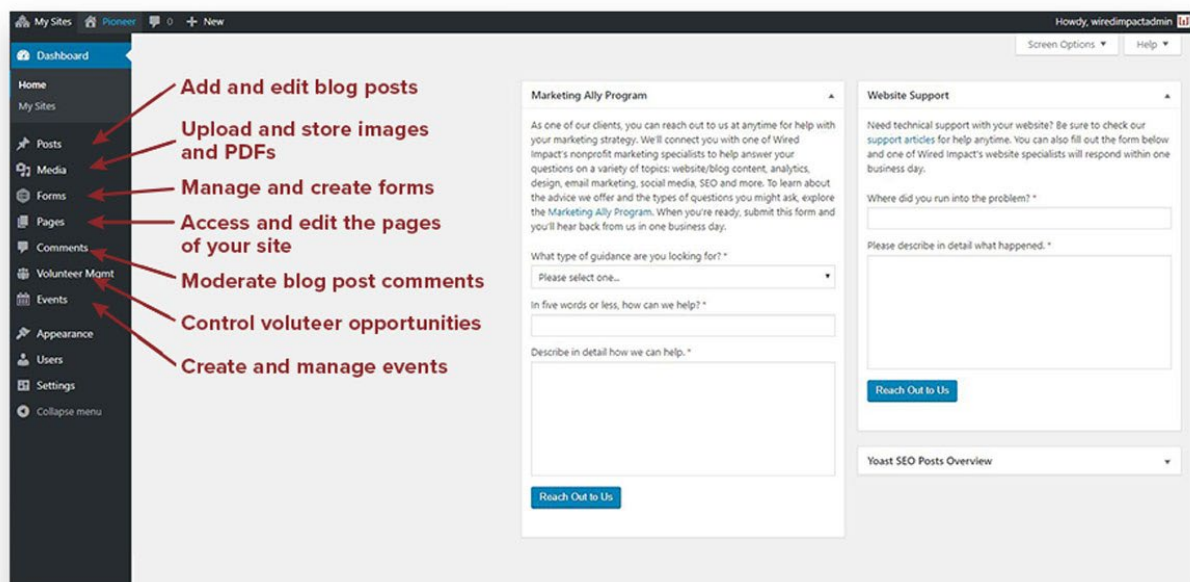 My Sites Pioneer 0 + New
Howdy, wiredimpactadmin
Screen Options ▼ Help ▼
Dashboard
Home
My Sites
Posts
Media
Forms
Pages
Comments
Volunteer Mgmt
Events
Appearance
Users
Settings
Collapse menu
Add and edit blog posts
Upload and store images
and PDFs
Manage and create forms
Access and edit the pages
of your site
Moderate blog post comments
Control voluteer opportunities
Create and manage events
Marketing Ally Program
As one of our clients, you can reach out to us at anytime for help with
your marketing strategy. We'll connect you with one of Wired
Impact's nonprofit marketing specialists to help answer your
questions on a variety of topics: website/blog content, analytics,
design, email marketing, social media, SEO and more. To learn about
the advice we offer and the types of questions you might ask, explore
the Marketing Ally Program. When you're ready, submit this form and
you'll hear back from us in one business day.
What type of guidance are you looking for? *
Please select one...
In five words or less, how can we help? *
Describe in detail how we can help. *
Reach Out to Us
Website Support
Need technical support with your website? Be sure to check our
support articles for help anytime. You can also fill out the form below
and one of Wired Impact's website specialists will respond within one
business day.
Where did you run into the problem? *
Please describe in detail what happened. *
Reach Out to Us
Yoast SEO Posts Overview